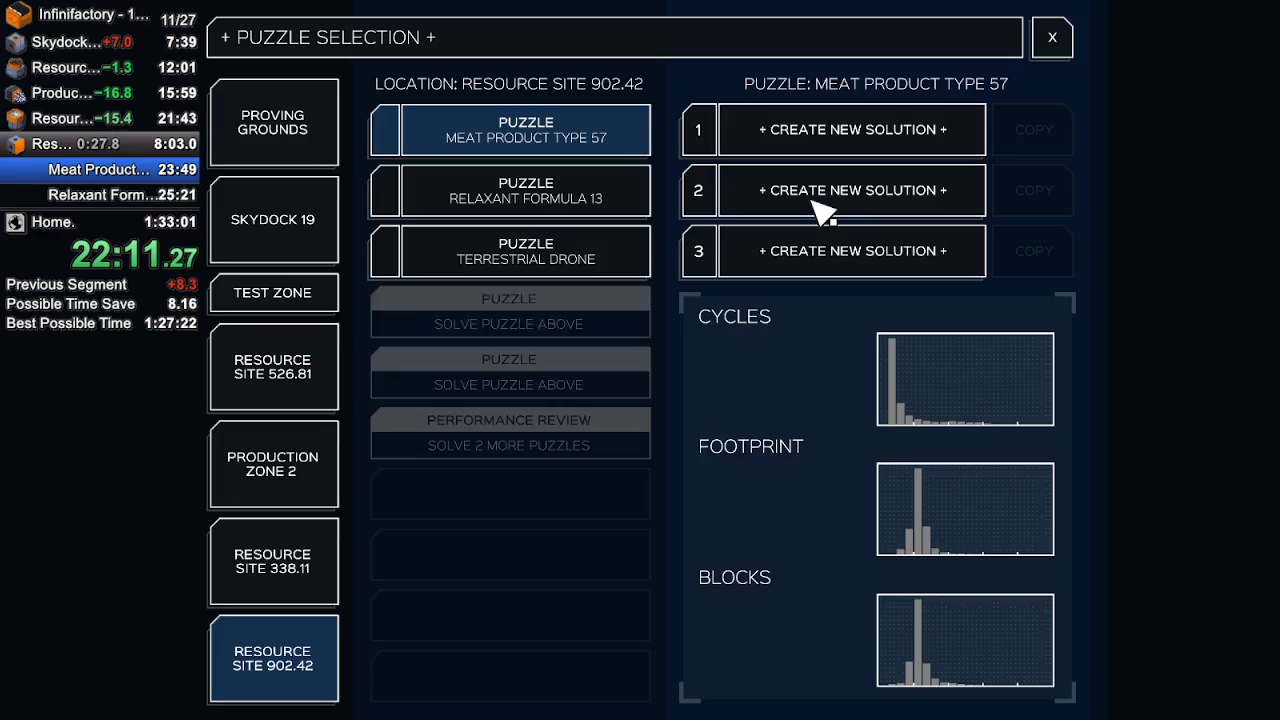 Infinifactory - 1... 11/27
Skydock... +7.0 7:39
Resourc... −1.3 12:01
Produc... −16.8 15:59
Resour... −15.4 21:43
Res... 0:27.8 8:03.0
Meat Product... 23:49
Relaxant Form... 25:21
Home. 1:33:01
22:11.27
Previous Segment +8.3
Possible Time Save 8.16
Best Possible Time 1:27:22
+ PUZZLE SELECTION +
X
PROVING
GROUNDS
SKYDOCK 19
TEST ZONE
RESOURCE
SITE 526.81
PRODUCTION
ZONE 2
RESOURCE
SITE 338.11
RESOURCE
SITE 902.42
LOCATION: RESOURCE SITE 902.42
PUZZLE
MEAT PRODUCT TYPE 57
PUZZLE
RELAXANT FORMULA 13
PUZZLE
TERRESTRIAL DRONE
PUZZLE
SOLVE PUZZLE ABOVE
PUZZLE
SOLVE PUZZLE ABOVE
PERFORMANCE REVIEW
SOLVE 2 MORE PUZZLES
PUZZLE: MEAT PRODUCT TYPE 57
1 + CREATE NEW SOLUTION + COPY
2 + CREATE NEW SOLUTION + COPY
3 + CREATE NEW SOLUTION + COPY
CYCLES
FOOTPRINT
BLOCKS